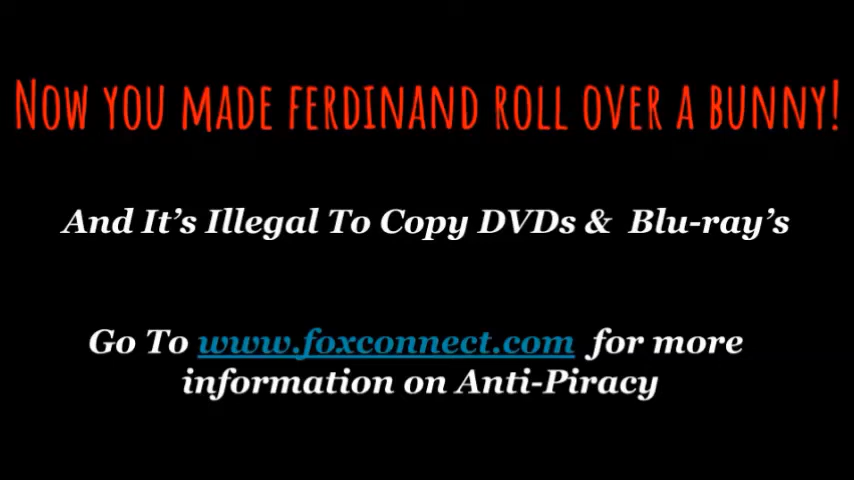 Now you made Ferdinand roll over a bunny!
And It's Illegal To Copy DVDs &  Blu-ray's
Go To www.foxconnect.com  for more
information on Anti-Piracy